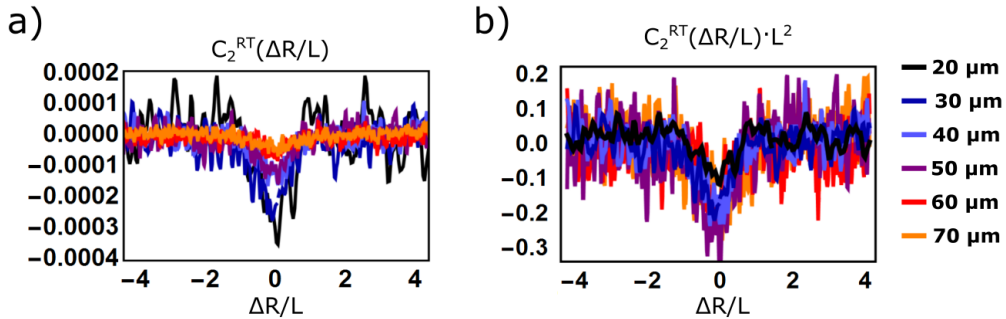 a)
C₂ᴿᵀ(ΔR/L)
0.0002
0.0001
0.0000
−0.0001
−0.0002
−0.0003
−0.0004
−4
−2
0
2
4
ΔR/L
b)
C₂ᴿᵀ(ΔR/L)·L²
0.2
0.1
0.0
−0.1
−0.2
−0.3
−4
−2
0
2
4
ΔR/L
20 μm
30 μm
40 μm
50 μm
60 μm
70 μm